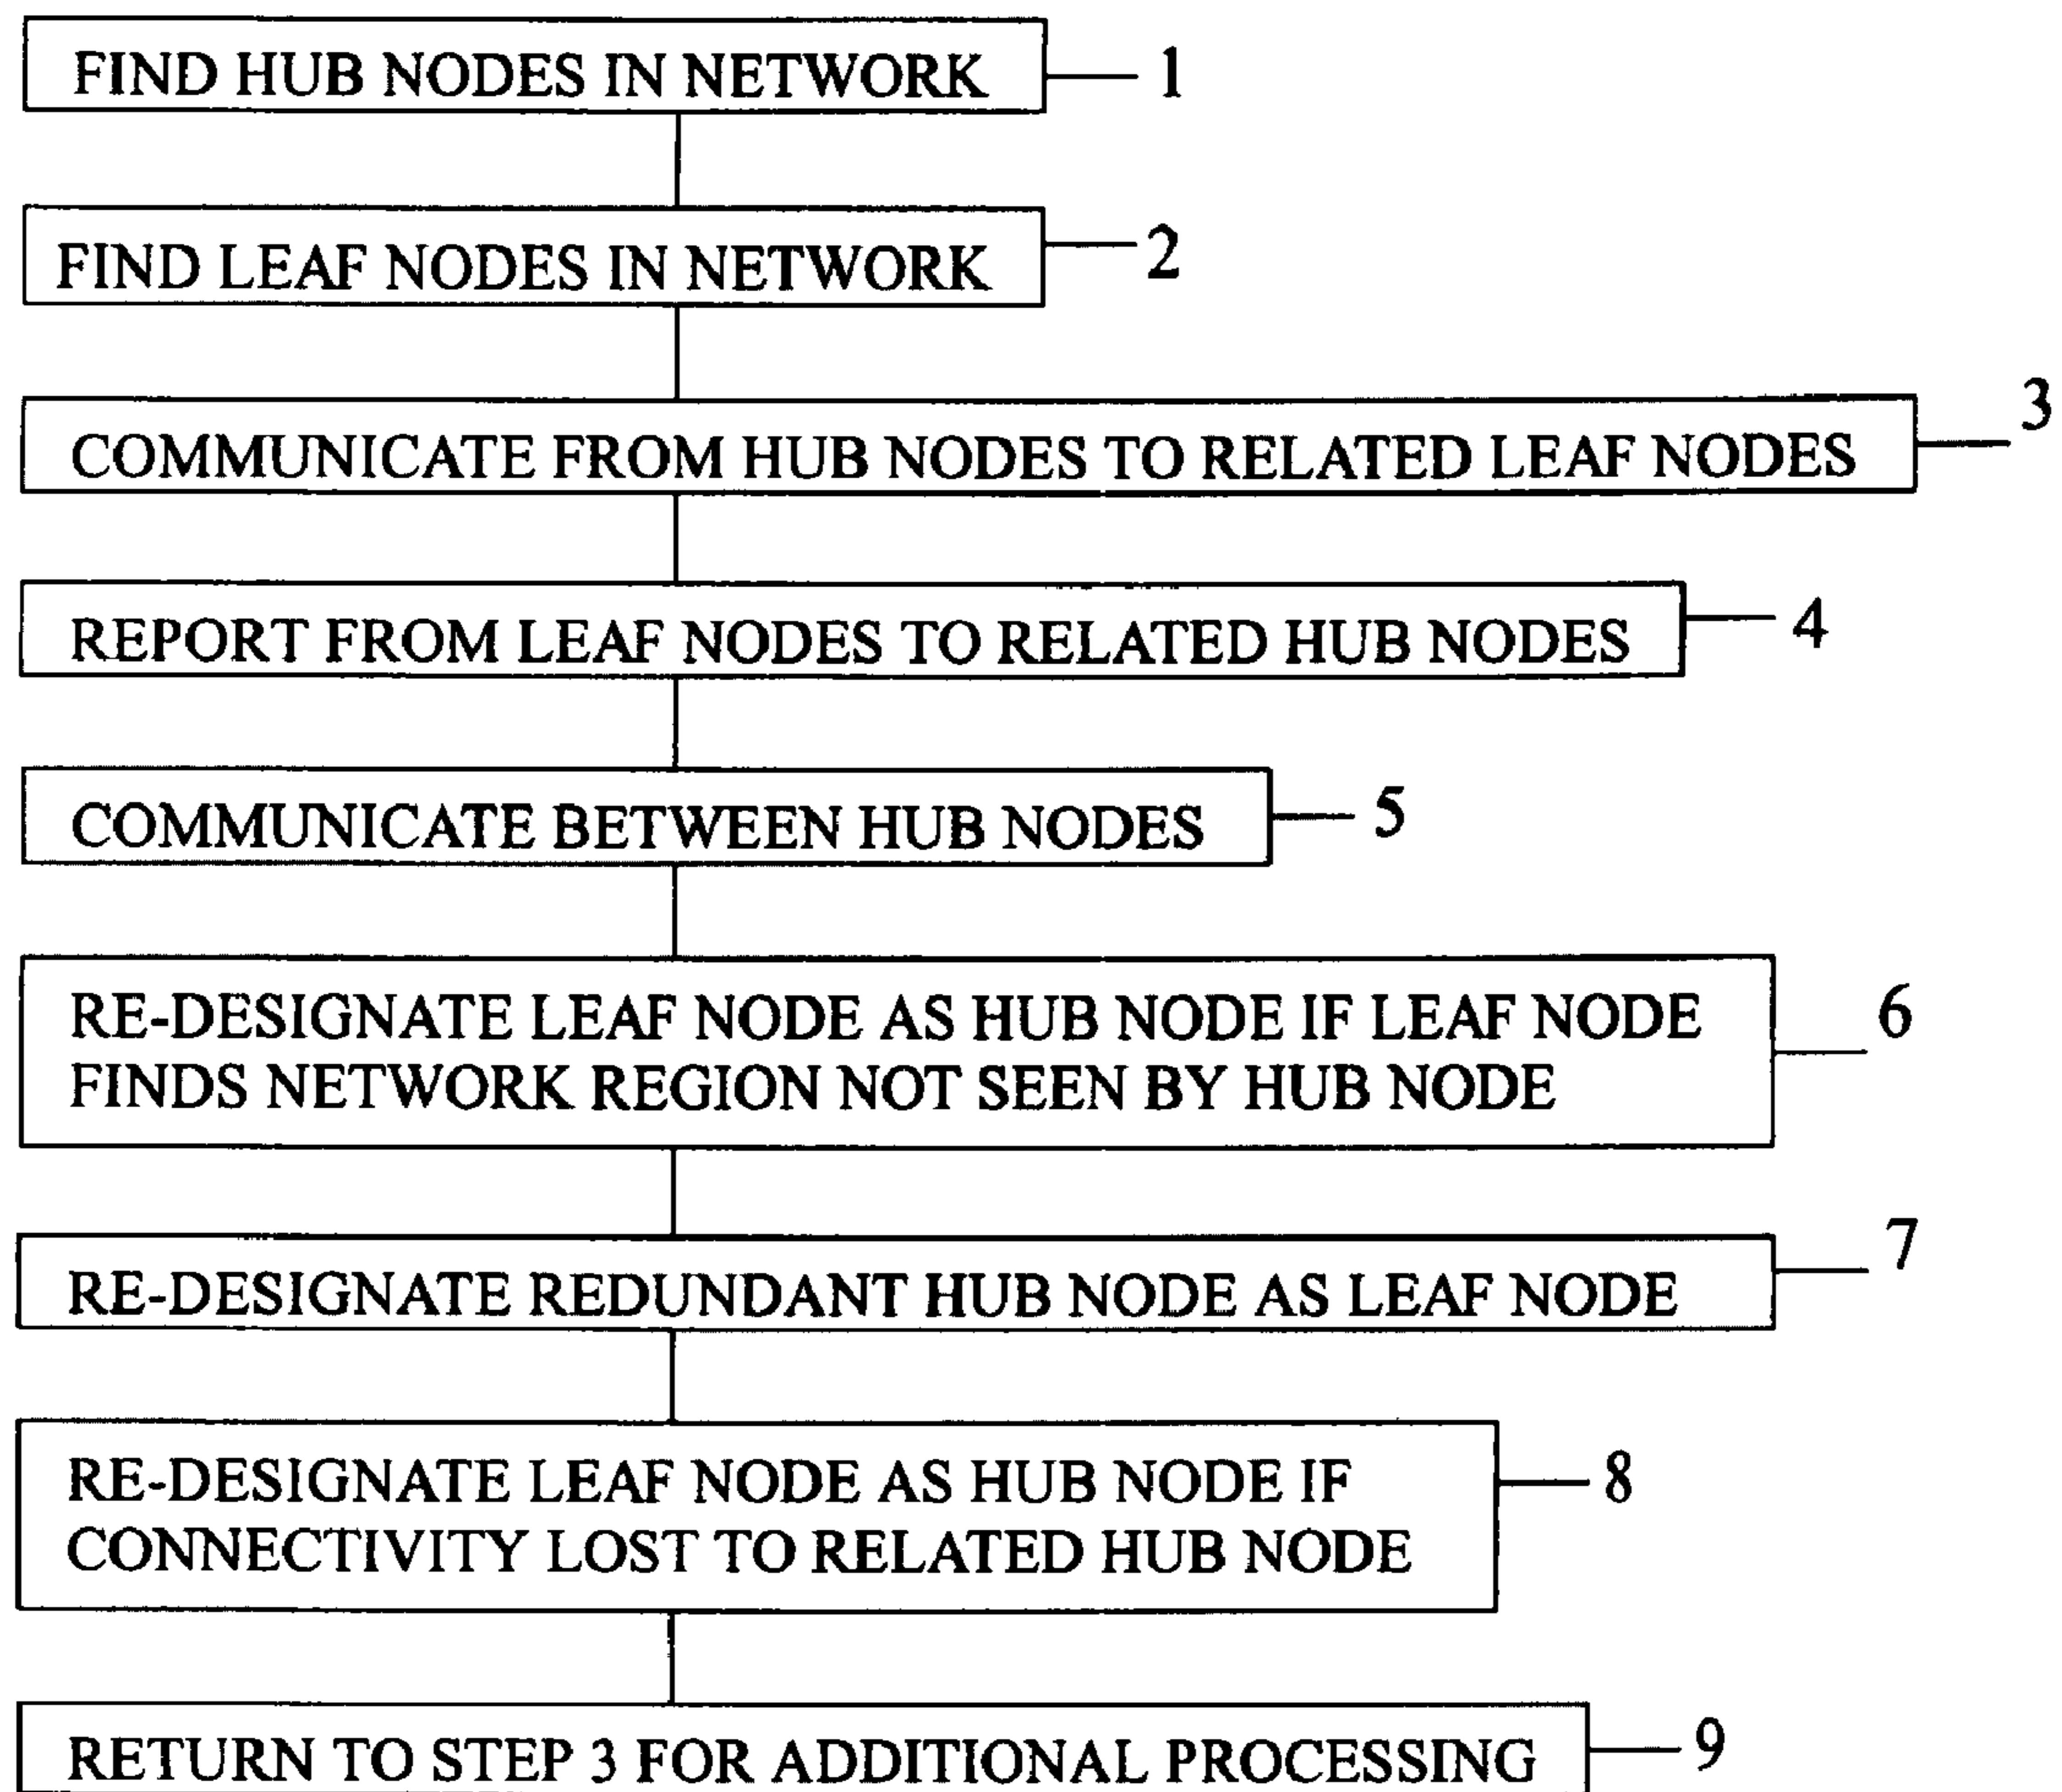 FIND HUB NODES IN NETWORK
1
FIND LEAF NODES IN NETWORK
2
COMMUNICATE FROM HUB NODES TO RELATED LEAF NODES
3
REPORT FROM LEAF NODES TO RELATED HUB NODES
4
COMMUNICATE BETWEEN HUB NODES
5
RE-DESIGNATE LEAF NODE AS HUB NODE IF LEAF NODE
FINDS NETWORK REGION NOT SEEN BY HUB NODE
6
RE-DESIGNATE REDUNDANT HUB NODE AS LEAF NODE
7
RE-DESIGNATE LEAF NODE AS HUB NODE IF
CONNECTIVITY LOST TO RELATED HUB NODE
8
RETURN TO STEP 3 FOR ADDITIONAL PROCESSING
9